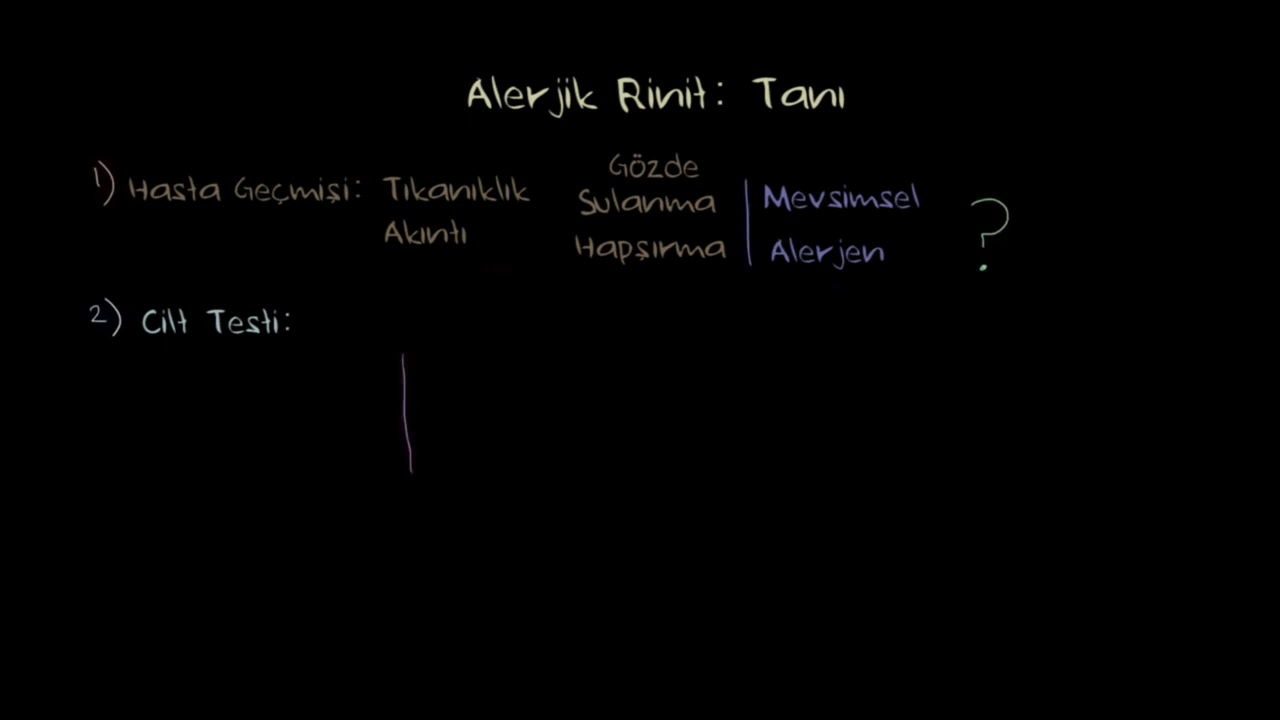 Alerjik Rinit: Tanı
1) Hasta Geçmişi: Tıkanıklık
Akıntı
Gözde
Sulanma
Hapşırma
Mevsimsel
Alerjen
?
2) Cilt Testi: